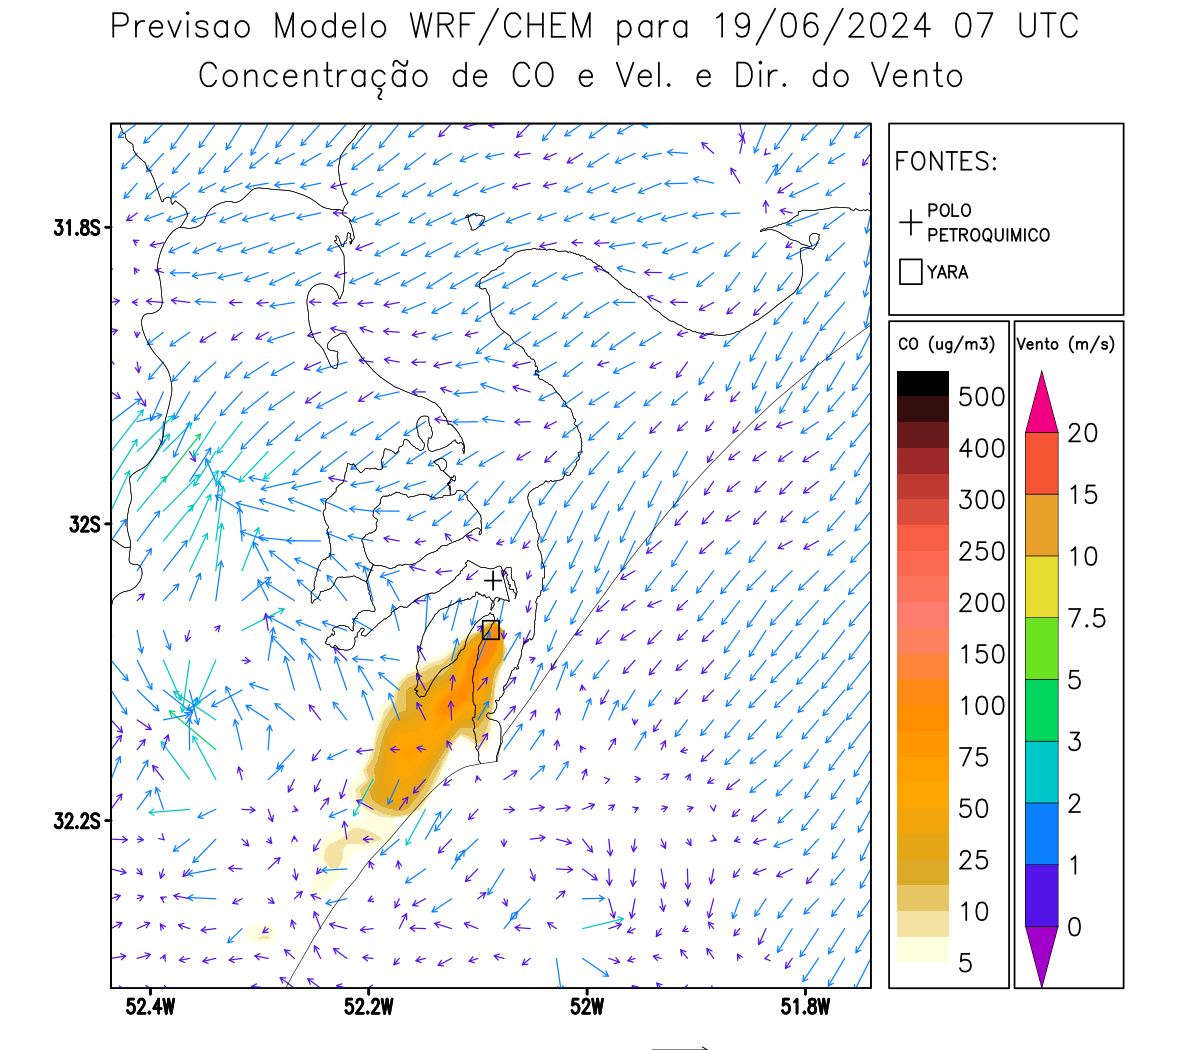 Previsao Modelo WRF/CHEM para 19/06/2024 07 UTC
Concentração de CO e Vel. e Dir. do Vento
FONTES:
POLO
PETROQUIMICO
YARA
CO (ug/m3)
500
400
300
250
200
150
100
75
50
25
10
5
Vento (m/s)
20
15
10
7.5
5
3
2
1
0
31.8S
32S
32.2S
52.4W
52.2W
52W
51.8W